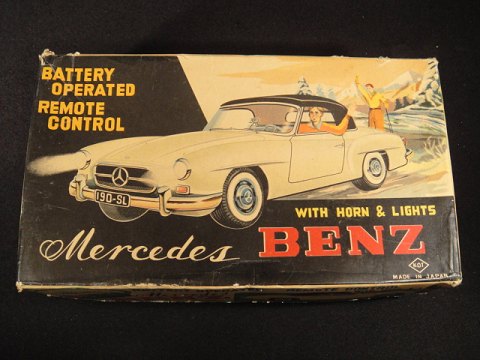 BATTERY
OPERATED
REMOTE
CONTROL
190-SL
WITH HORN & LIGHTS
Mercedes BENZ
MADE IN JAPAN